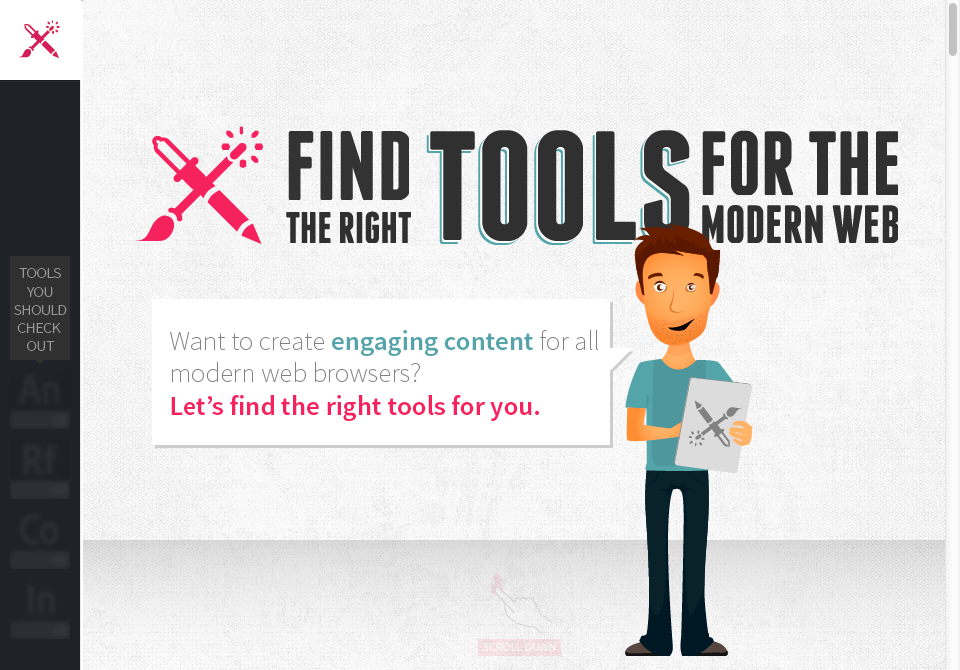 FIND
THE RIGHT
TOOLS
FOR THE
MODERN WEB
Want to create engaging content for all
modern web browsers?
Let's find the right tools for you.
TOOLS
YOU
SHOULD
CHECK
OUT
An
Rf
Co
In
SCROLL DOWN